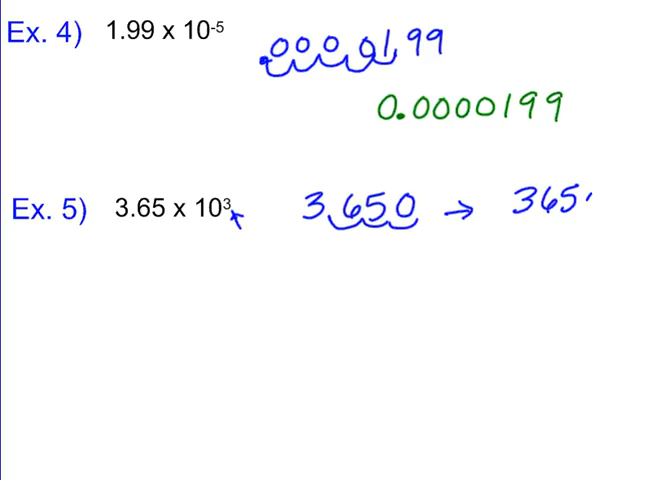 Ex. 4) 1.99 x 10⁻⁵ .00001.99
0.0000199
Ex. 5) 3.65 x 10³ 3.650 → 365